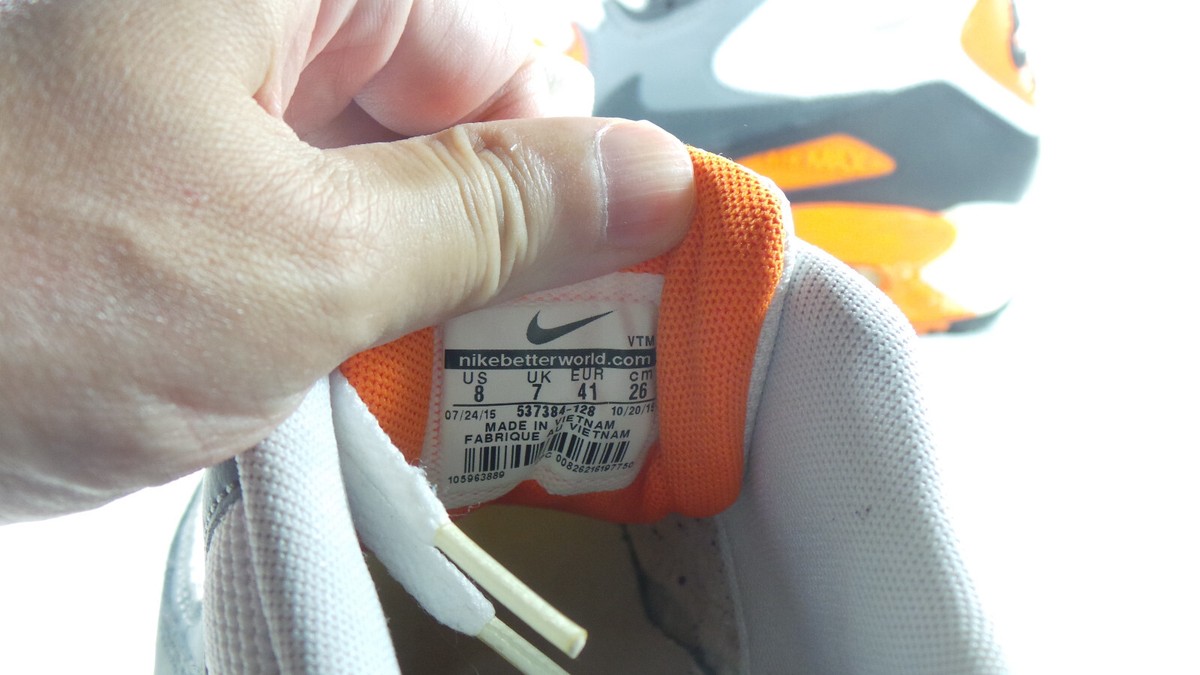 VTM
nikebetterworld.com
US UK EUR cm
8 7 41 26
07/24/15 537384-128 10/20/15
MADE IN VIETNAM
FABRIQUE AU VIETNAM
105963889